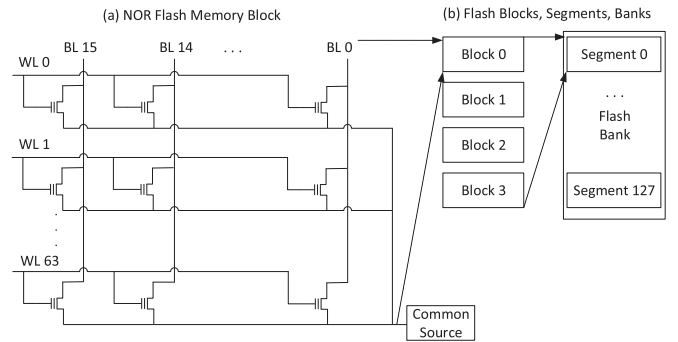 (a) NOR Flash Memory Block
(b) Flash Blocks, Segments, Banks
BL 15
BL 14
. . .
BL 0
WL 0
WL 1
.
.
.
WL 63
Common
Source
Block 0
Block 1
Block 2
Block 3
Segment 0
. . .
Flash
Bank
Segment 127